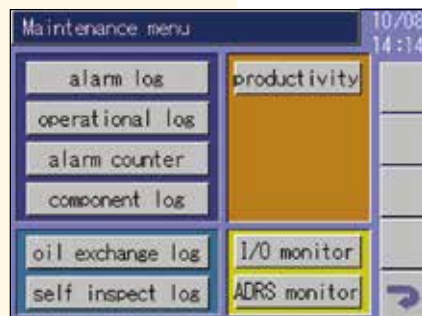 Maintenance menu
10/08
14:14
alarm log
operational log
alarm counter
component log
productivity
oil exchange log
self inspect log
I/O monitor
ADRS monitor